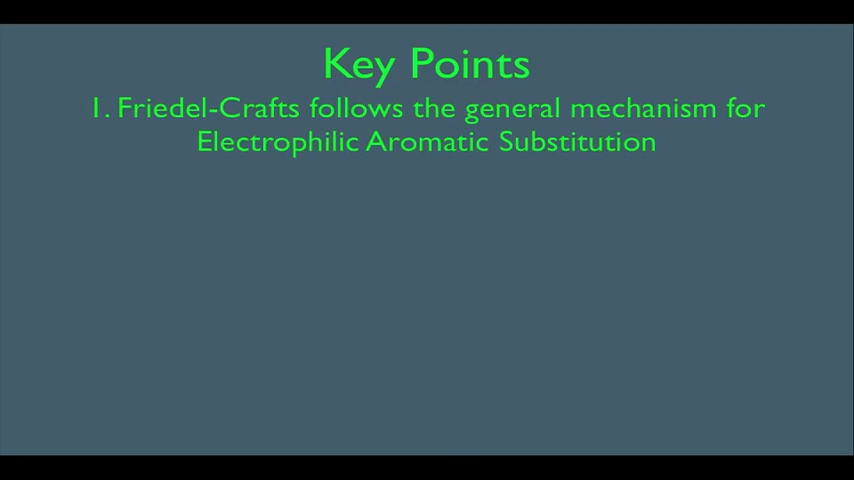 Key Points
1. Friedel-Crafts follows the general mechanism for
Electrophilic Aromatic Substitution